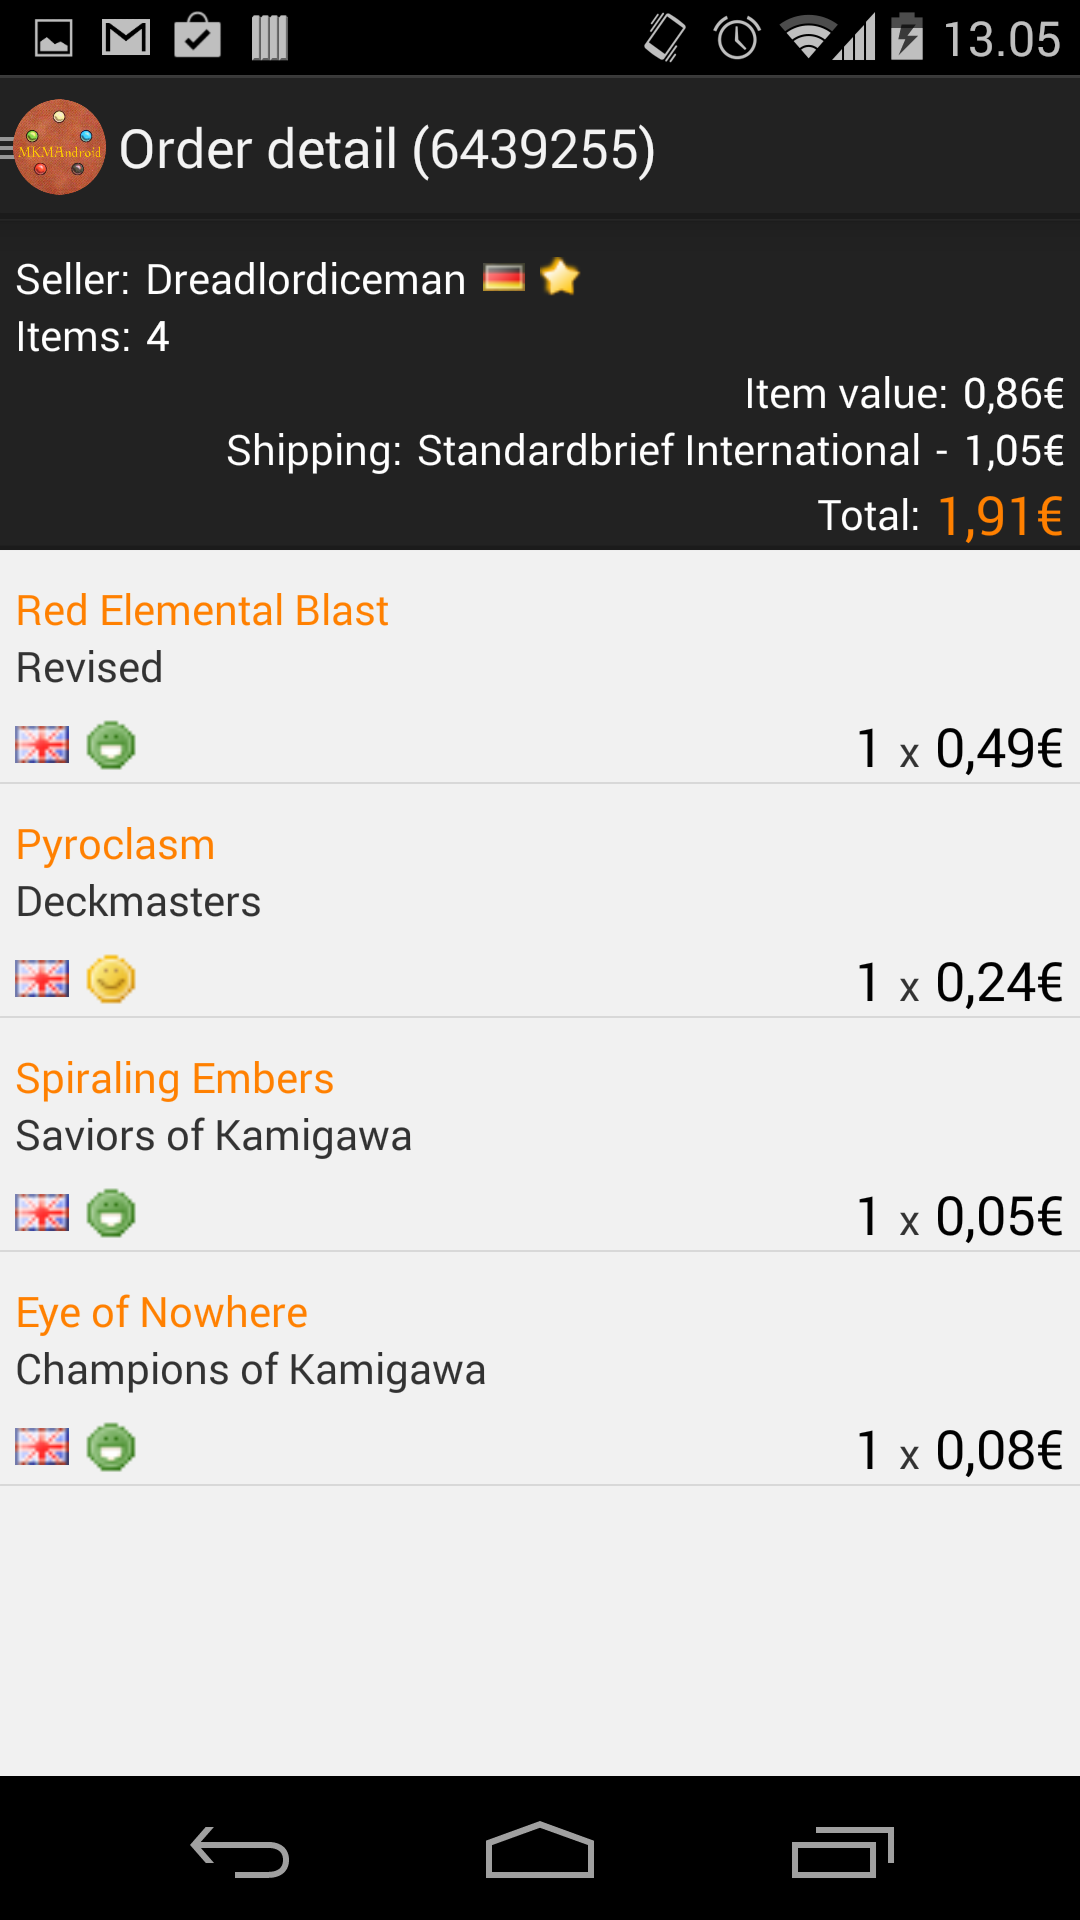 13.05
MKMAndroid
Order detail (6439255)
Seller: Dreadlordiceman
Items: 4
Item value: 0,86€
Shipping: Standardbrief International - 1,05€
Total: 1,91€
Red Elemental Blast
Revised
1 x 0,49€
Pyroclasm
Deckmasters
1 x 0,24€
Spiraling Embers
Saviors of Kamigawa
1 x 0,05€
Eye of Nowhere
Champions of Kamigawa
1 x 0,08€